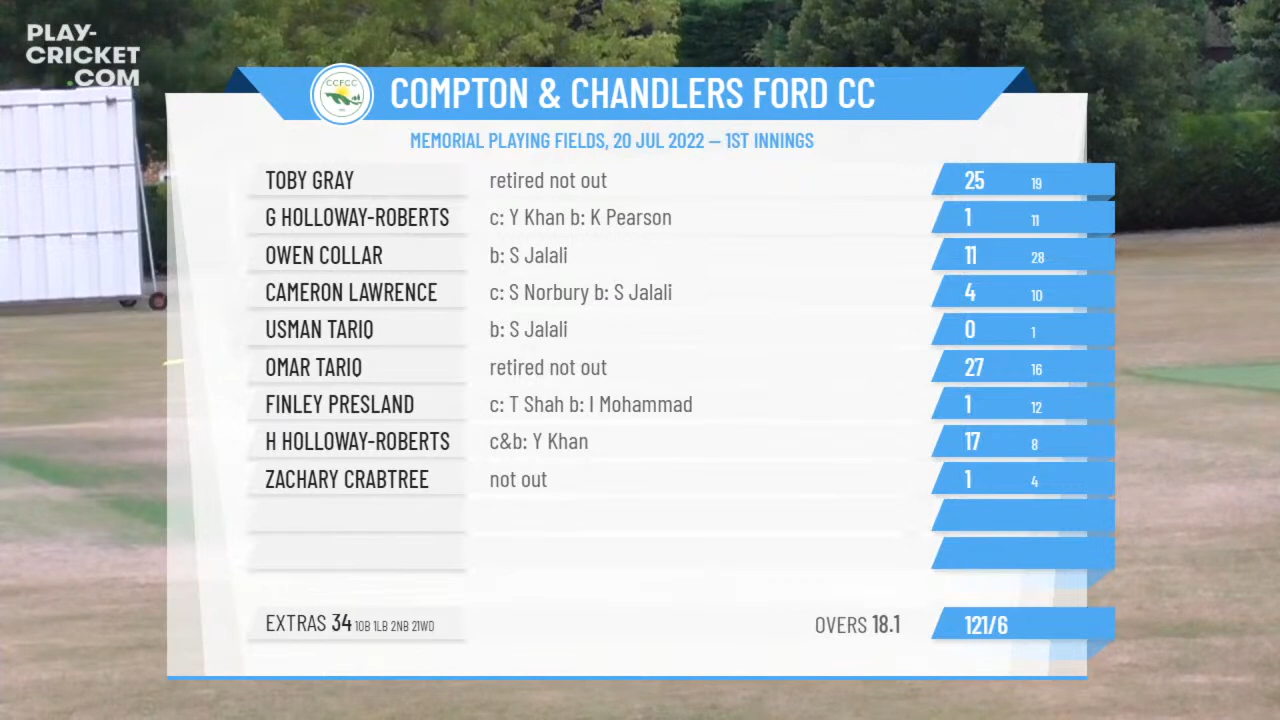 PLAY-
CRICKET
.COM
CCFCC
COMPTON & CHANDLERS FORD CC
MEMORIAL PLAYING FIELDS, 20 JUL 2022 – 1ST INNINGS
TOBY GRAY retired not out 25 19
G HOLLOWAY-ROBERTS c: Y Khan b: K Pearson 1 11
OWEN COLLAR b: S Jalali 11 28
CAMERON LAWRENCE c: S Norbury b: S Jalali 4 10
USMAN TARIQ b: S Jalali 0 1
OMAR TARIQ retired not out 27 16
FINLEY PRESLAND c: T Shah b: I Mohammad 1 12
H HOLLOWAY-ROBERTS c&b: Y Khan 17 8
ZACHARY CRABTREE not out 1 4
EXTRAS 34 10B 1LB 2NB 21WD OVERS 18.1 121/6